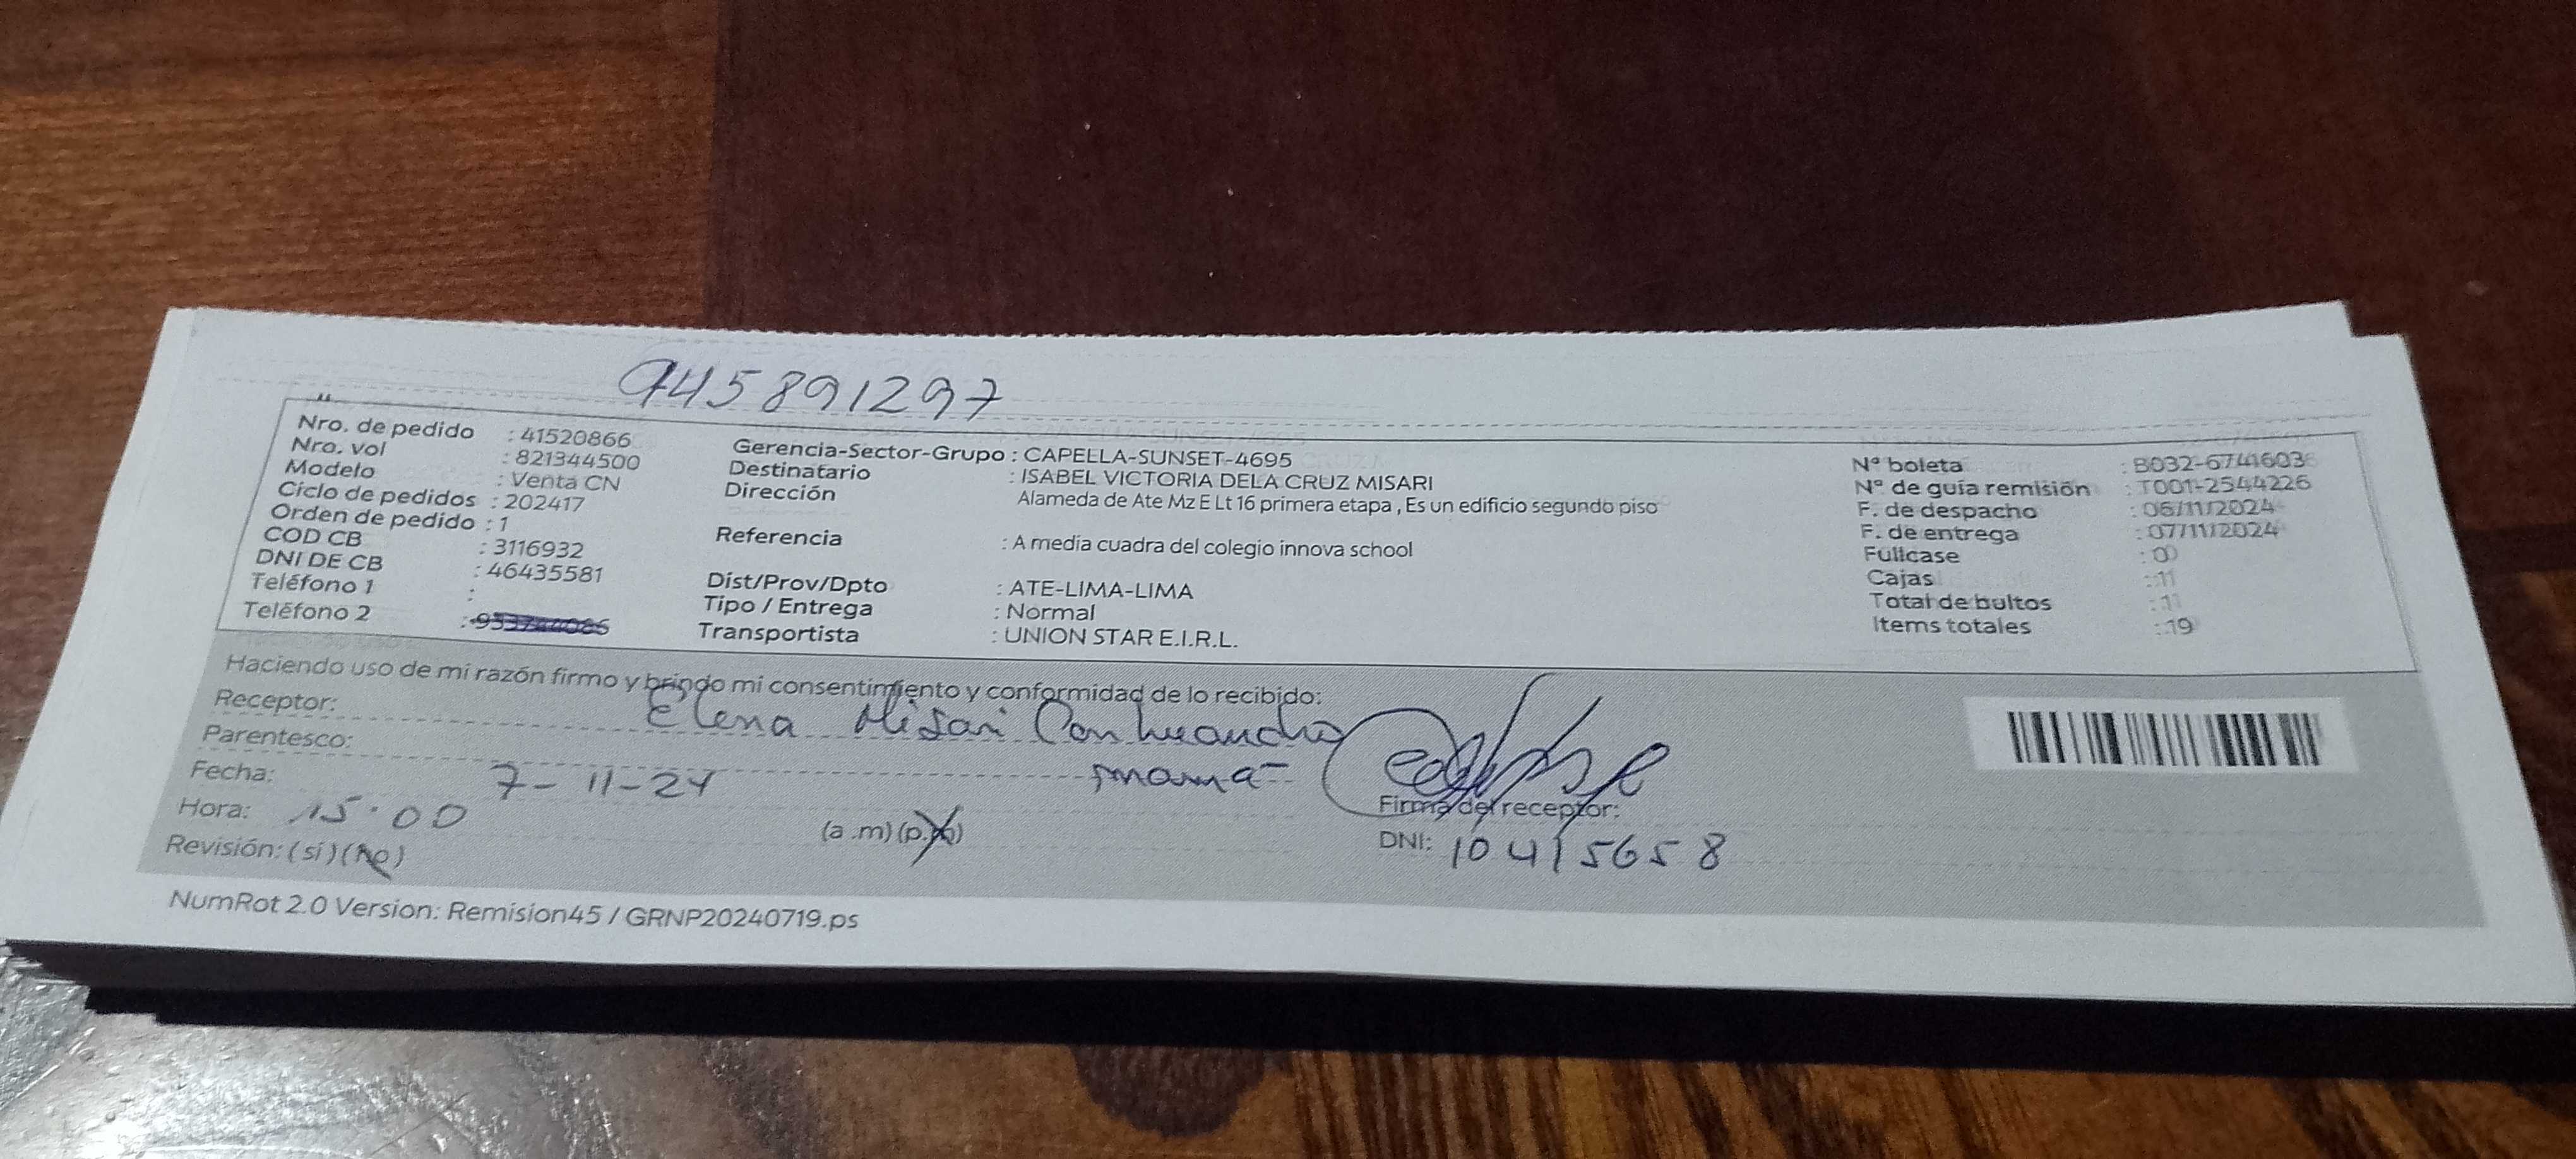 945891297
Nro. de pedido : 41520866
Nro. vol : 821344500
Modelo : Venta CN
Ciclo de pedidos : 202417
Orden de pedido : 1
COD CB : 3116932
DNI DE CB : 46435581
Teléfono 1 :
Teléfono 2 :
Gerencia-Sector-Grupo : CAPELLA-SUNSET-4695
Destinatario : ISABEL VICTORIA DELA CRUZ MISARI
Dirección Alameda de Ate Mz E Lt 16 primera etapa , Es un edificio segundo piso
Referencia : A media cuadra del colegio innova school
Dist/Prov/Dpto : ATE-LIMA-LIMA
Tipo / Entrega : Normal
Transportista : UNION STAR E.I.R.L.
N° boleta : B032-6741603
N° de guía remisión : T001-2544226
F. de despacho : 06/11/2024
F. de entrega : 07/11/2024
Fullcase : 0
Cajas : 1
Total de bultos : 1
Items totales : 19
Haciendo uso de mi razón firmo y brindo mi consentimiento y conformidad de lo recibido:
Receptor: Elena Misari
Parentesco: mama
Fecha: 7-11-24
Hora: 15:00 (a .m) (p.m)
Revisión: (si) (no)
Firma del receptor:
DNI: 10415658
NumRot 2.0 Version: Remision45 / GRNP20240719.ps